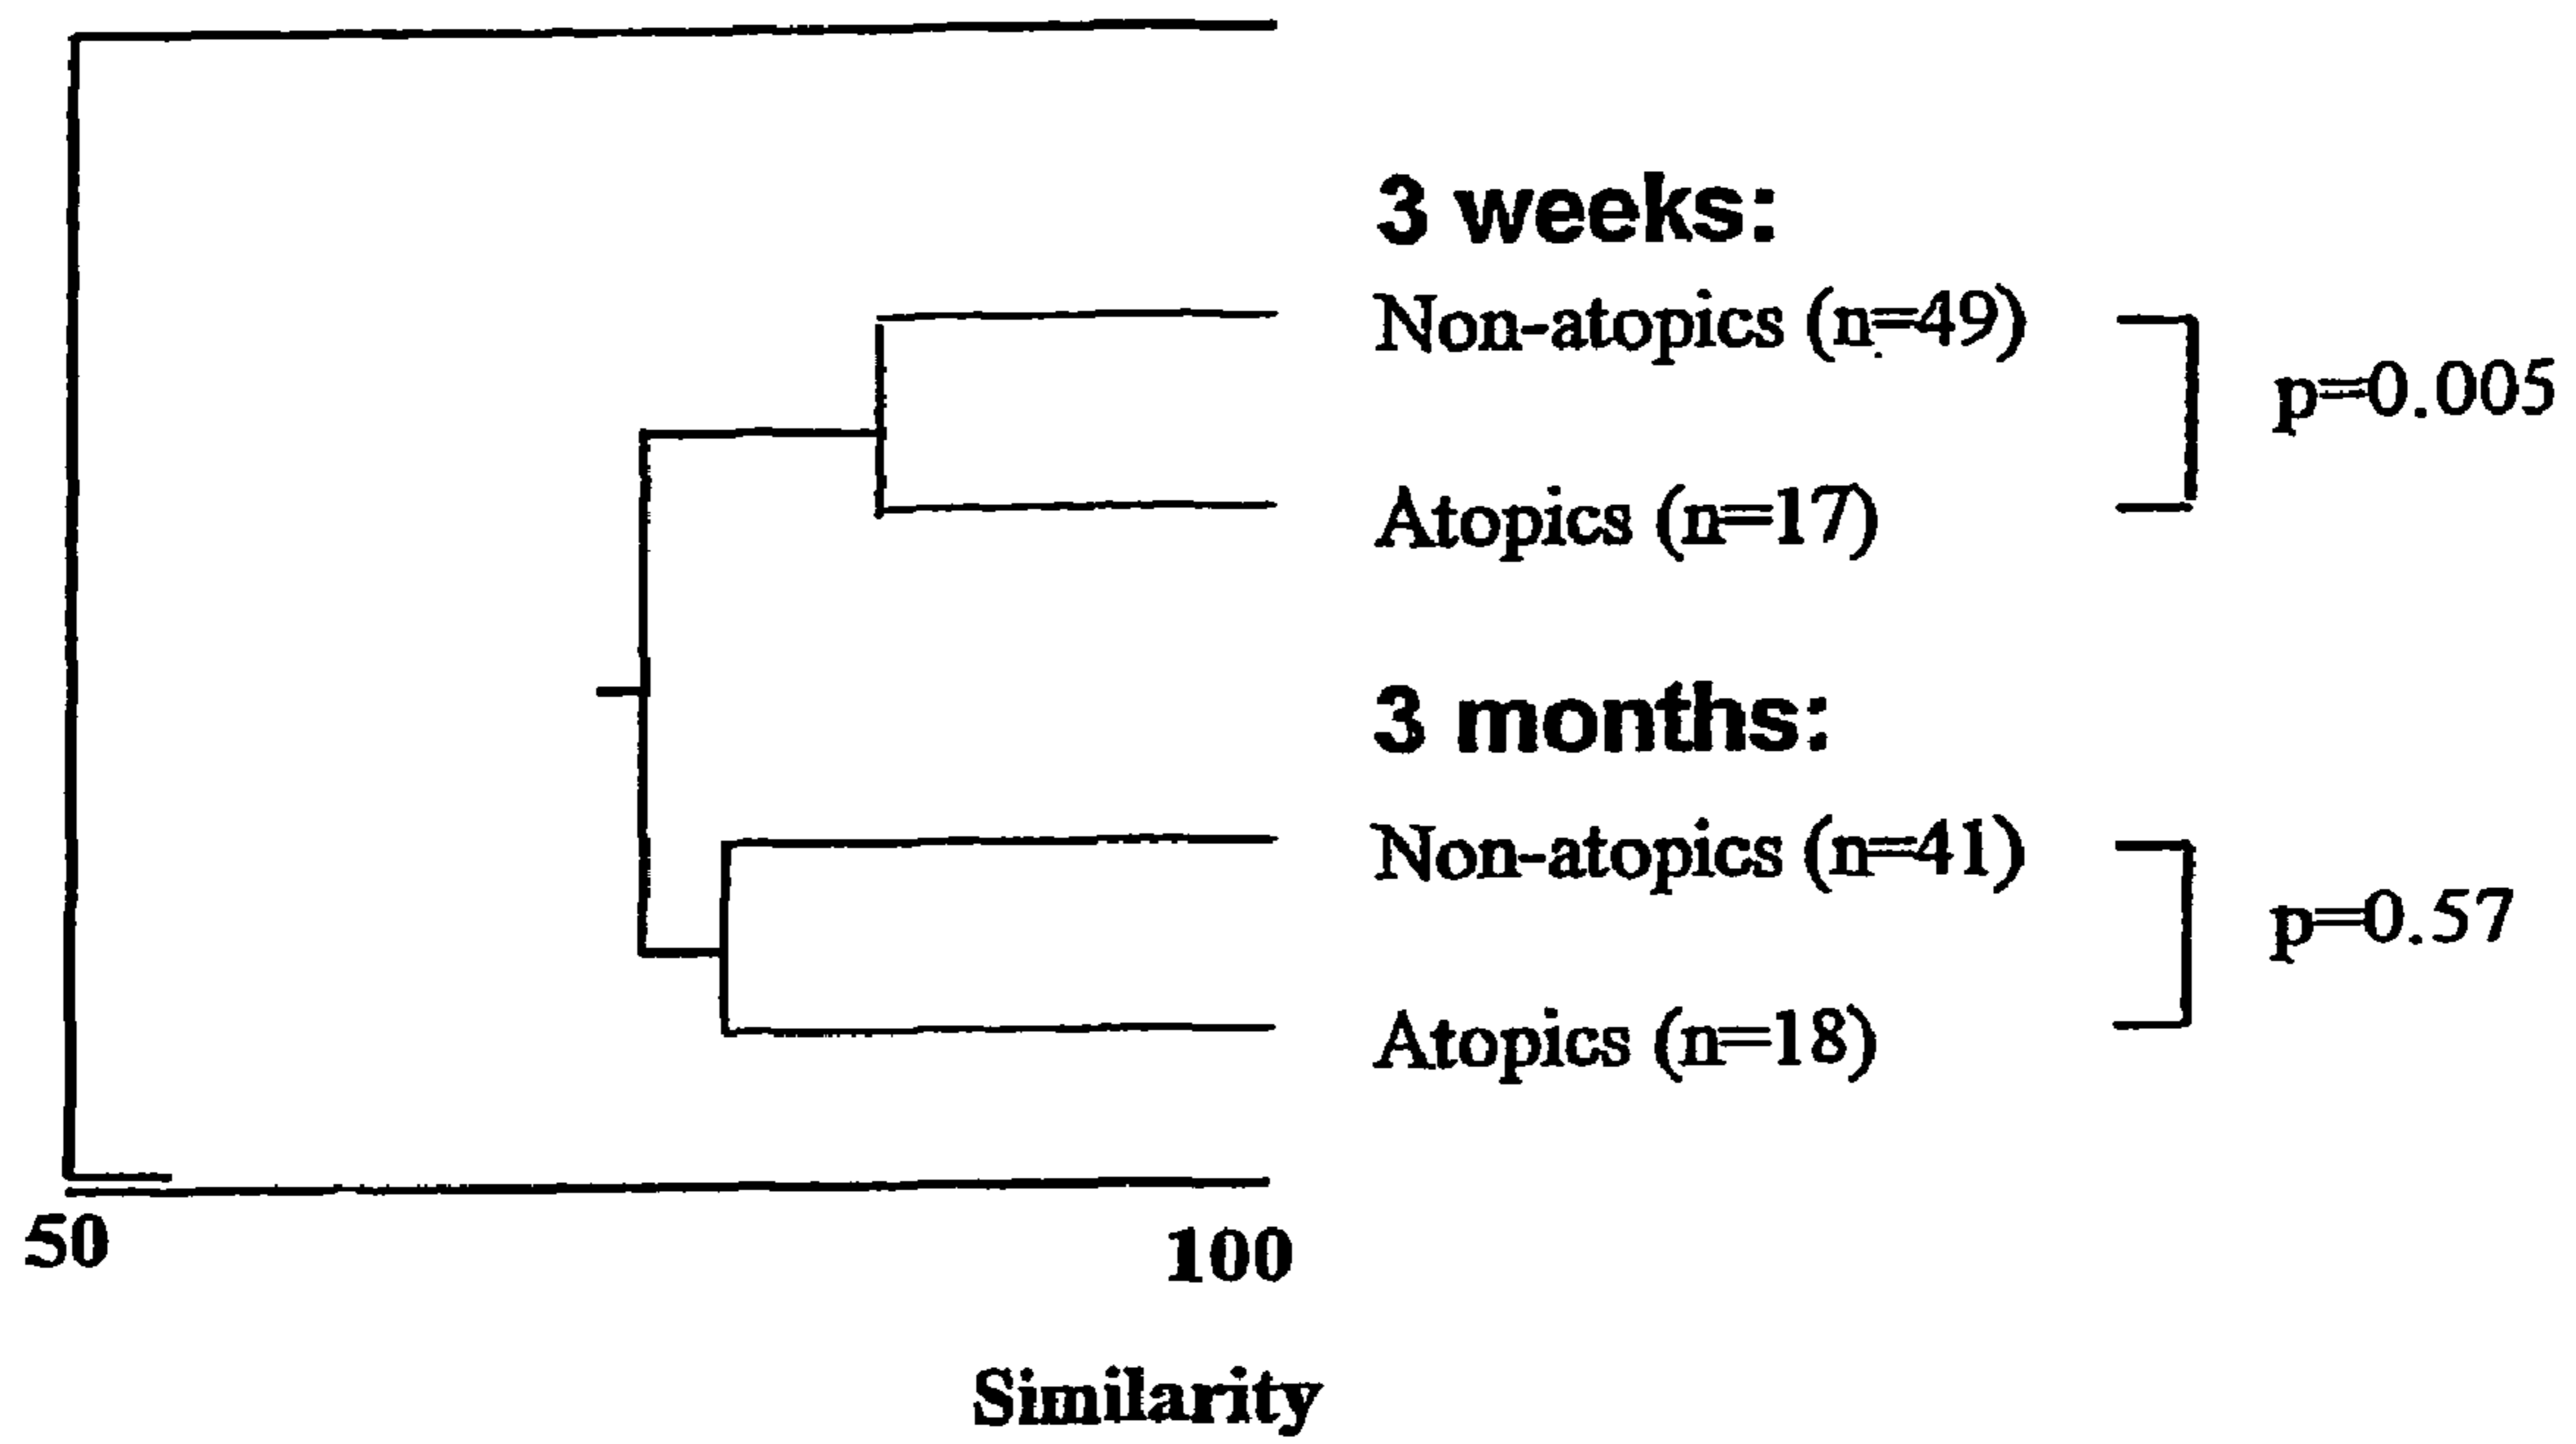 3 weeks:
Non-atopics (n=49)
p=0.005
Atopics (n=17)
3 months:
Non-atopics (n=41)
p=0.57
Atopics (n=18)
50
100
Similarity